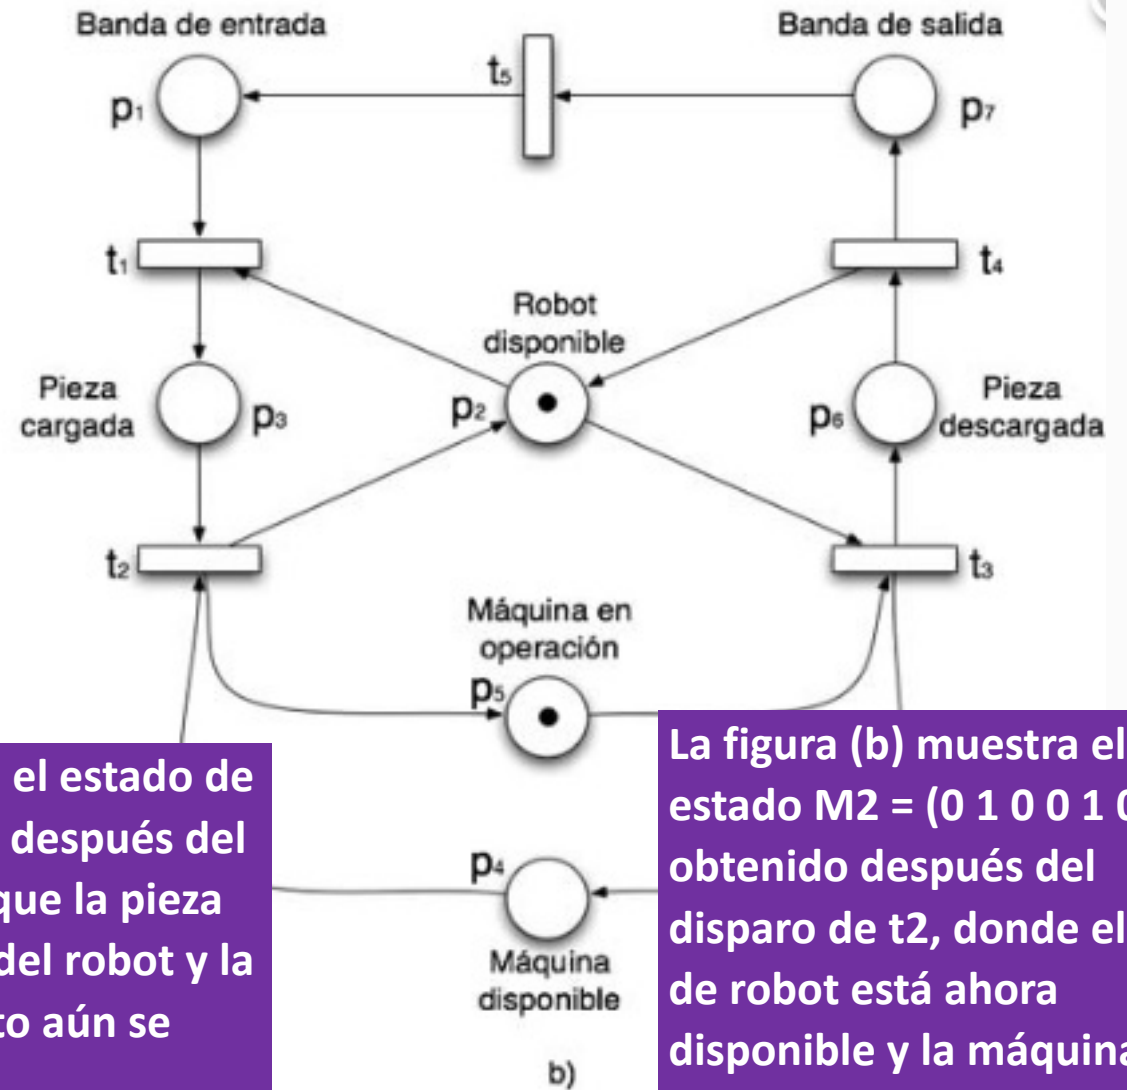 Banda de entrada
Banda de salida
t5
p1
p7
t1
t4
Robot
disponible
Pieza
cargada
p3
p2
p6
Pieza
descargada
t2
t3
Máquina en
operación
p5
el estado de
después del
que la pieza
del robot y la
to aún se
p4
Máquina
disponible
b)
La figura (b) muestra el
estado M2 = (0 1 0 0 1 0
obtenido después del
disparo de t2, donde el
de robot está ahora
disponible y la máquina